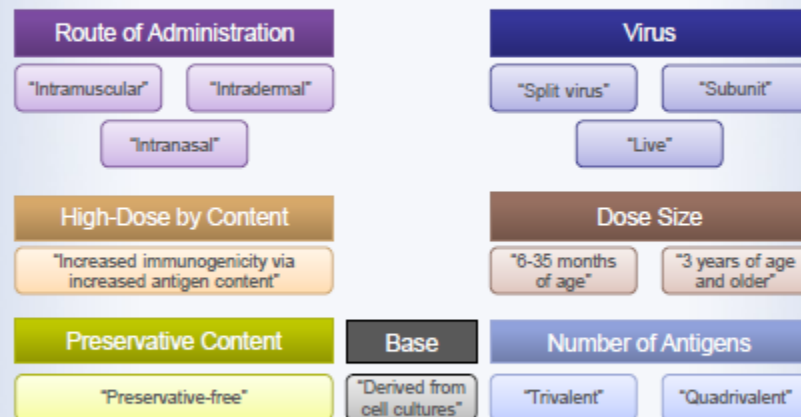 Route of Administration
Virus
"Intramuscular"
"Intradermal"
"Split virus"
"Subunit"
"Intranasal"
"Live"
High-Dose by Content
Dose Size
"Increased immunogenicity via
increased antigen content"
"6-35 months
of age"
"3 years of age
and older"
Preservative Content
Base
Number of Antigens
"Preservative-free"
"Derived from
cell cultures"
"Trivalent"
"Quadrivalent"